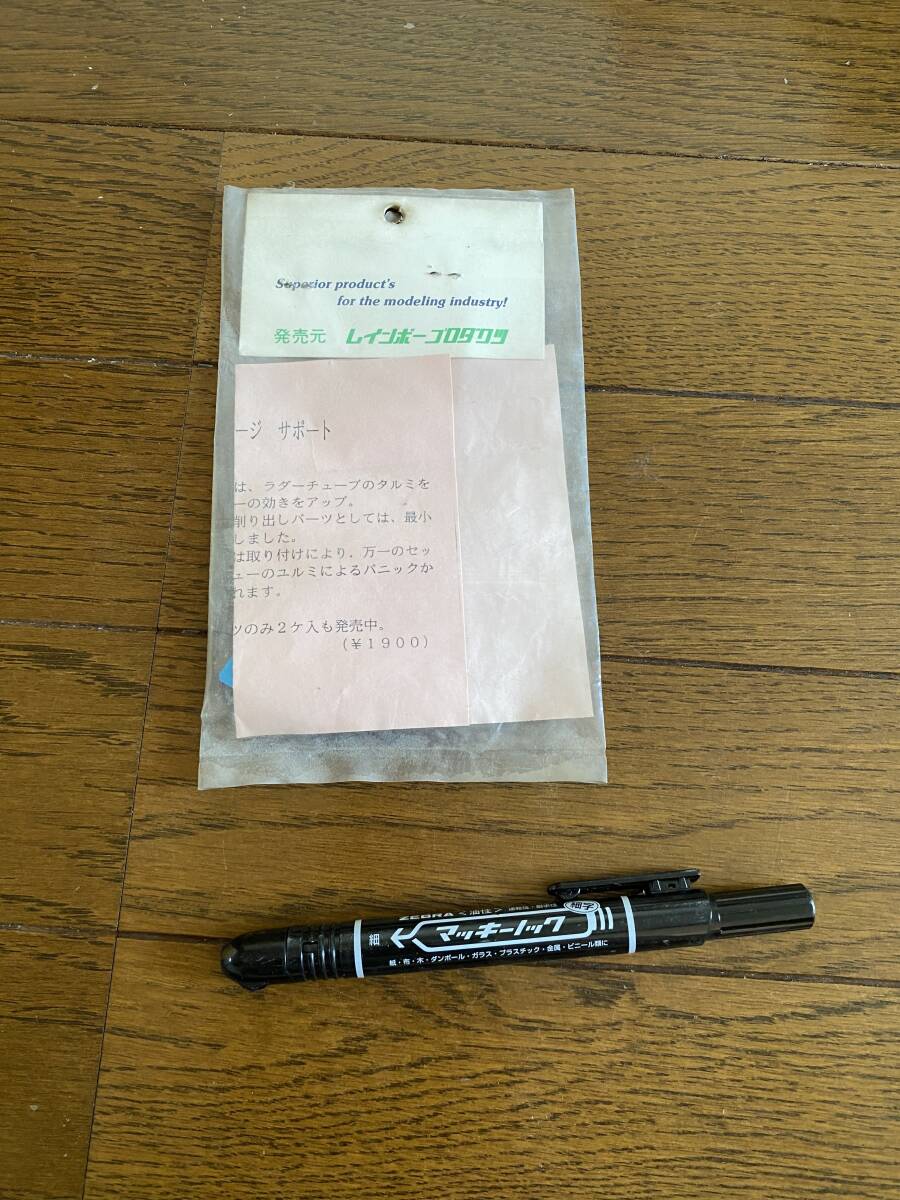 Superior product's
for the modeling industry!
発売元 レインボープロダクツ
ージ サポート
は、ラダーチューブのタルミを
ーの効きをアップ。
削り出しパーツとしては、最小
しました。
は取り付けにより．万一のセッ
ューのユルミによるパニックか
れます。
ツのみ２ケ入も発売中。
（￥１９００）
ZEBRA <油性>
細 マッキーノック 細字
紙・布・木・ダンボール・ガラス・プラスチック・金属・ビニール類に